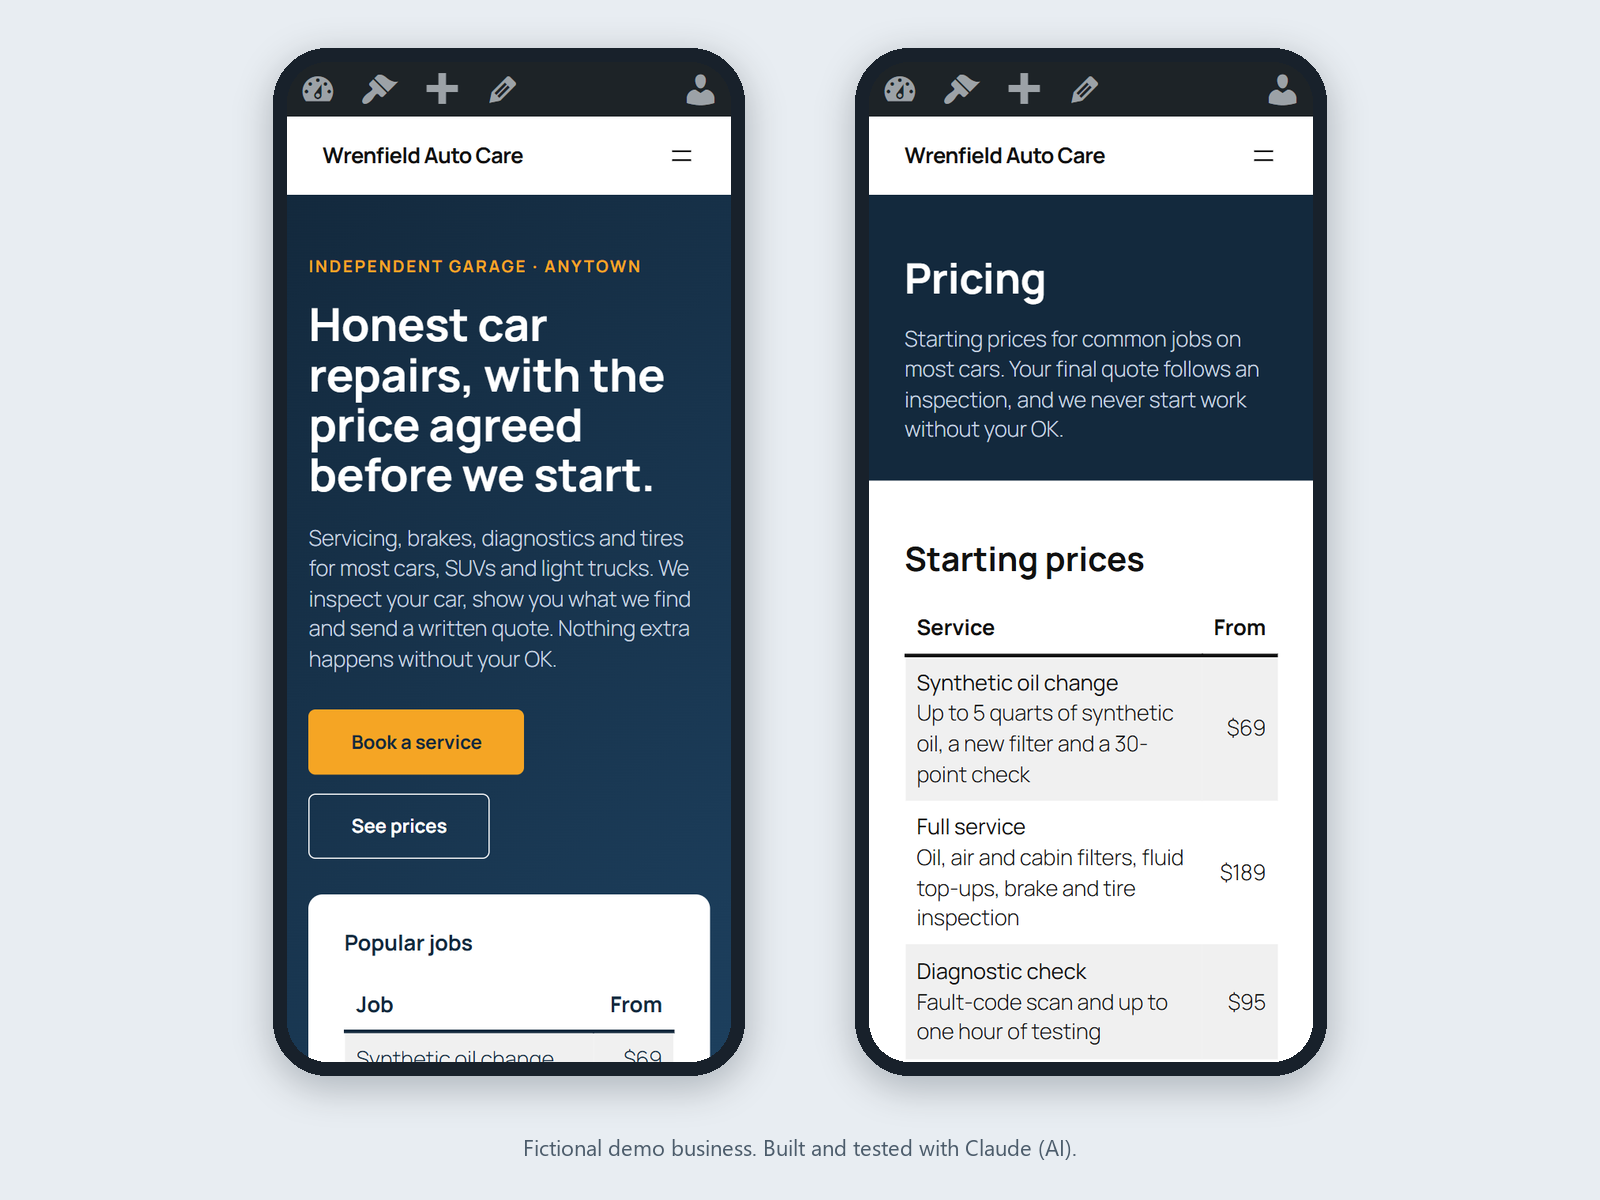 Wrenfield Auto Care
INDEPENDENT GARAGE · ANYTOWN
Honest car
repairs, with the
price agreed
before we start.
Servicing, brakes, diagnostics and tires
for most cars, SUVs and light trucks. We
inspect your car, show you what we find
and send a written quote. Nothing extra
happens without your OK.
Book a service
See prices
Popular jobs
Job From
Synthetic oil change $69
Wrenfield Auto Care
Pricing
Starting prices for common jobs on
most cars. Your final quote follows an
inspection, and we never start work
without your OK.
Starting prices
Service From
Synthetic oil change
Up to 5 quarts of synthetic
oil, a new filter and a 30-
point check
$69
Full service
Oil, air and cabin filters, fluid
top-ups, brake and tire
inspection
$189
Diagnostic check
Fault-code scan and up to
one hour of testing
$95
Fictional demo business. Built and tested with Claude (AI).